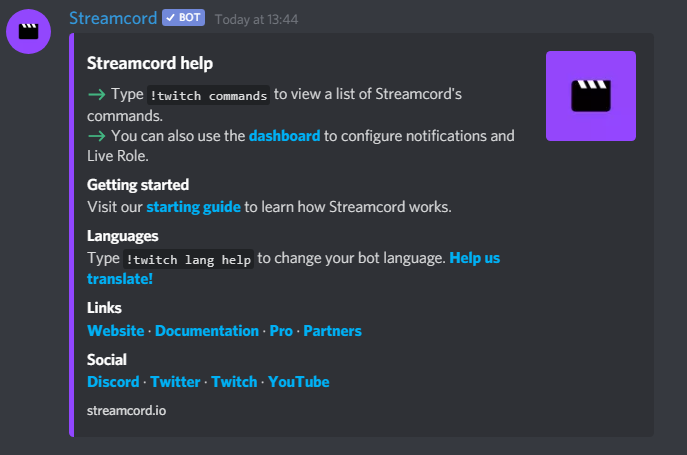 Streamcord ✓ BOT Today at 13:44
Streamcord help
→ Type !twitch commands to view a list of Streamcord's
commands.
→ You can also use the dashboard to configure notifications and
Live Role.
Getting started
Visit our starting guide to learn how Streamcord works.
Languages
Type !twitch lang help to change your bot language. Help us
translate!
Links
Website · Documentation · Pro · Partners
Social
Discord · Twitter · Twitch · YouTube
streamcord.io